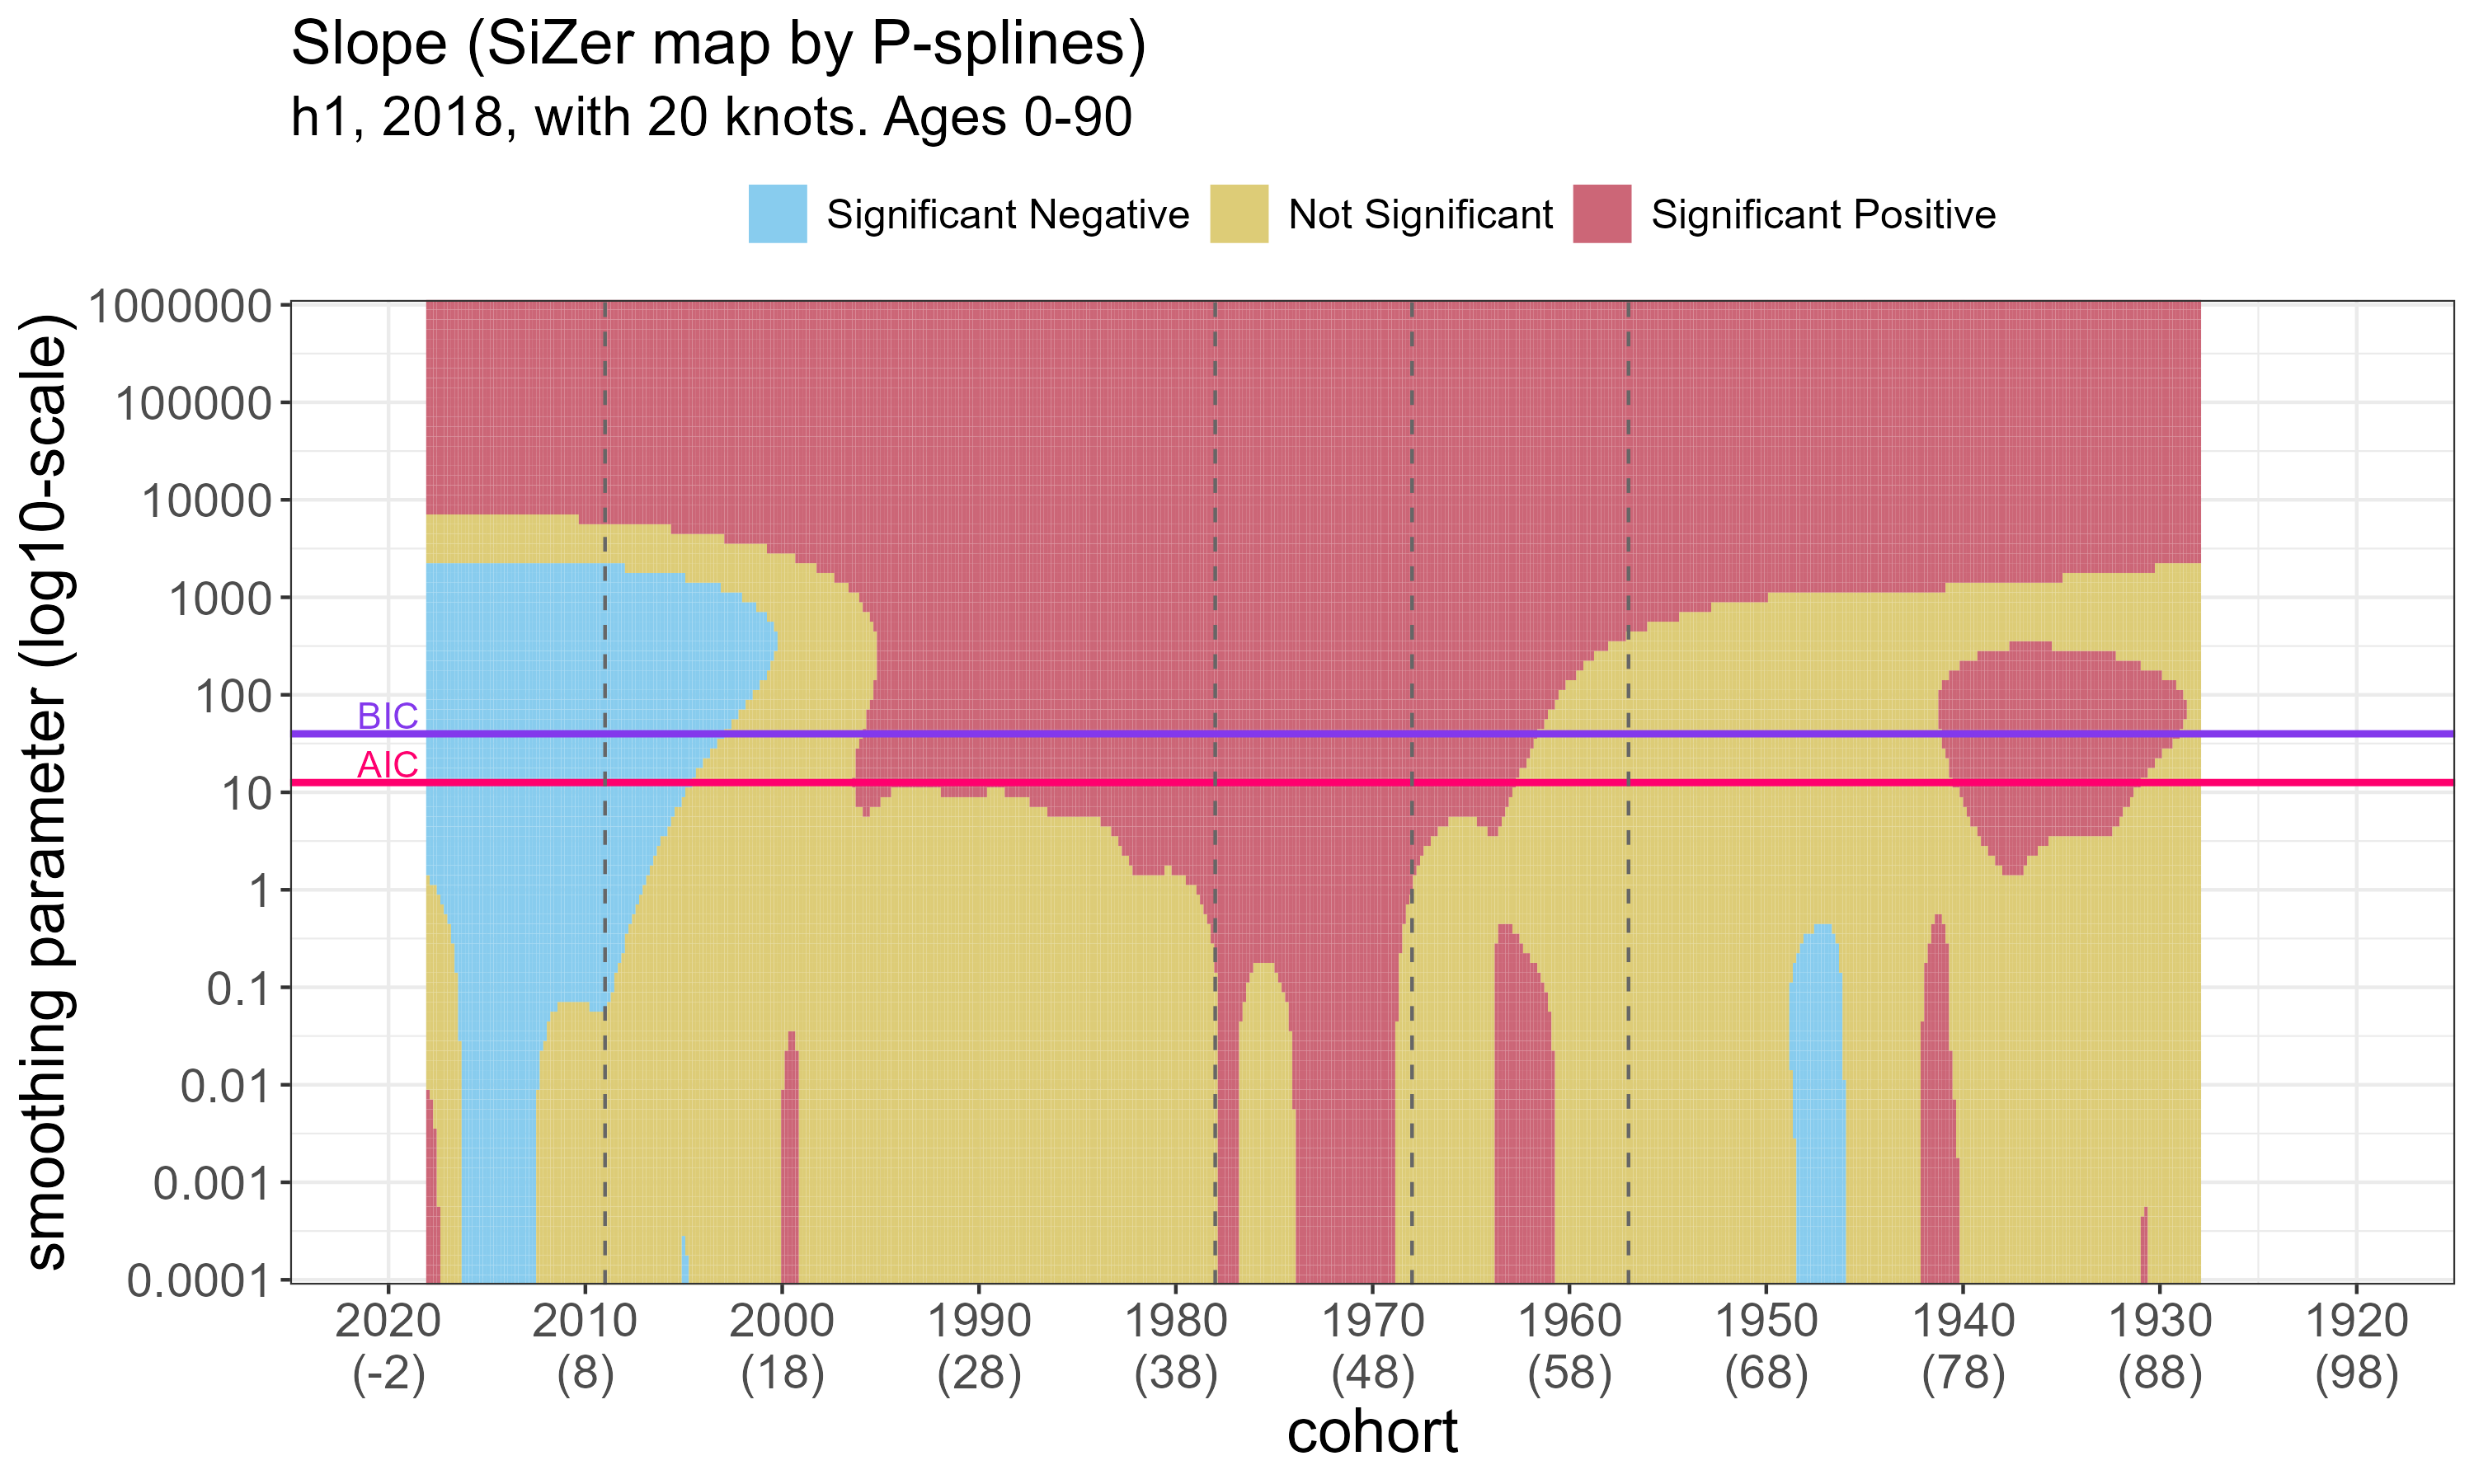 Slope (SiZer map by P-splines)
h1, 2018, with 20 knots. Ages 0-90
Significant Negative Not Significant Significant Positive
smoothing parameter (log10-scale)
1000000
100000
10000
1000
100
BIC
AIC
10
1
0.1
0.01
0.001
0.0001
2020 2010 2000 1990 1980 1970 1960 1950 1940 1930 1920
(-2) (8) (18) (28) (38) (48) (58) (68) (78) (88) (98)
cohort